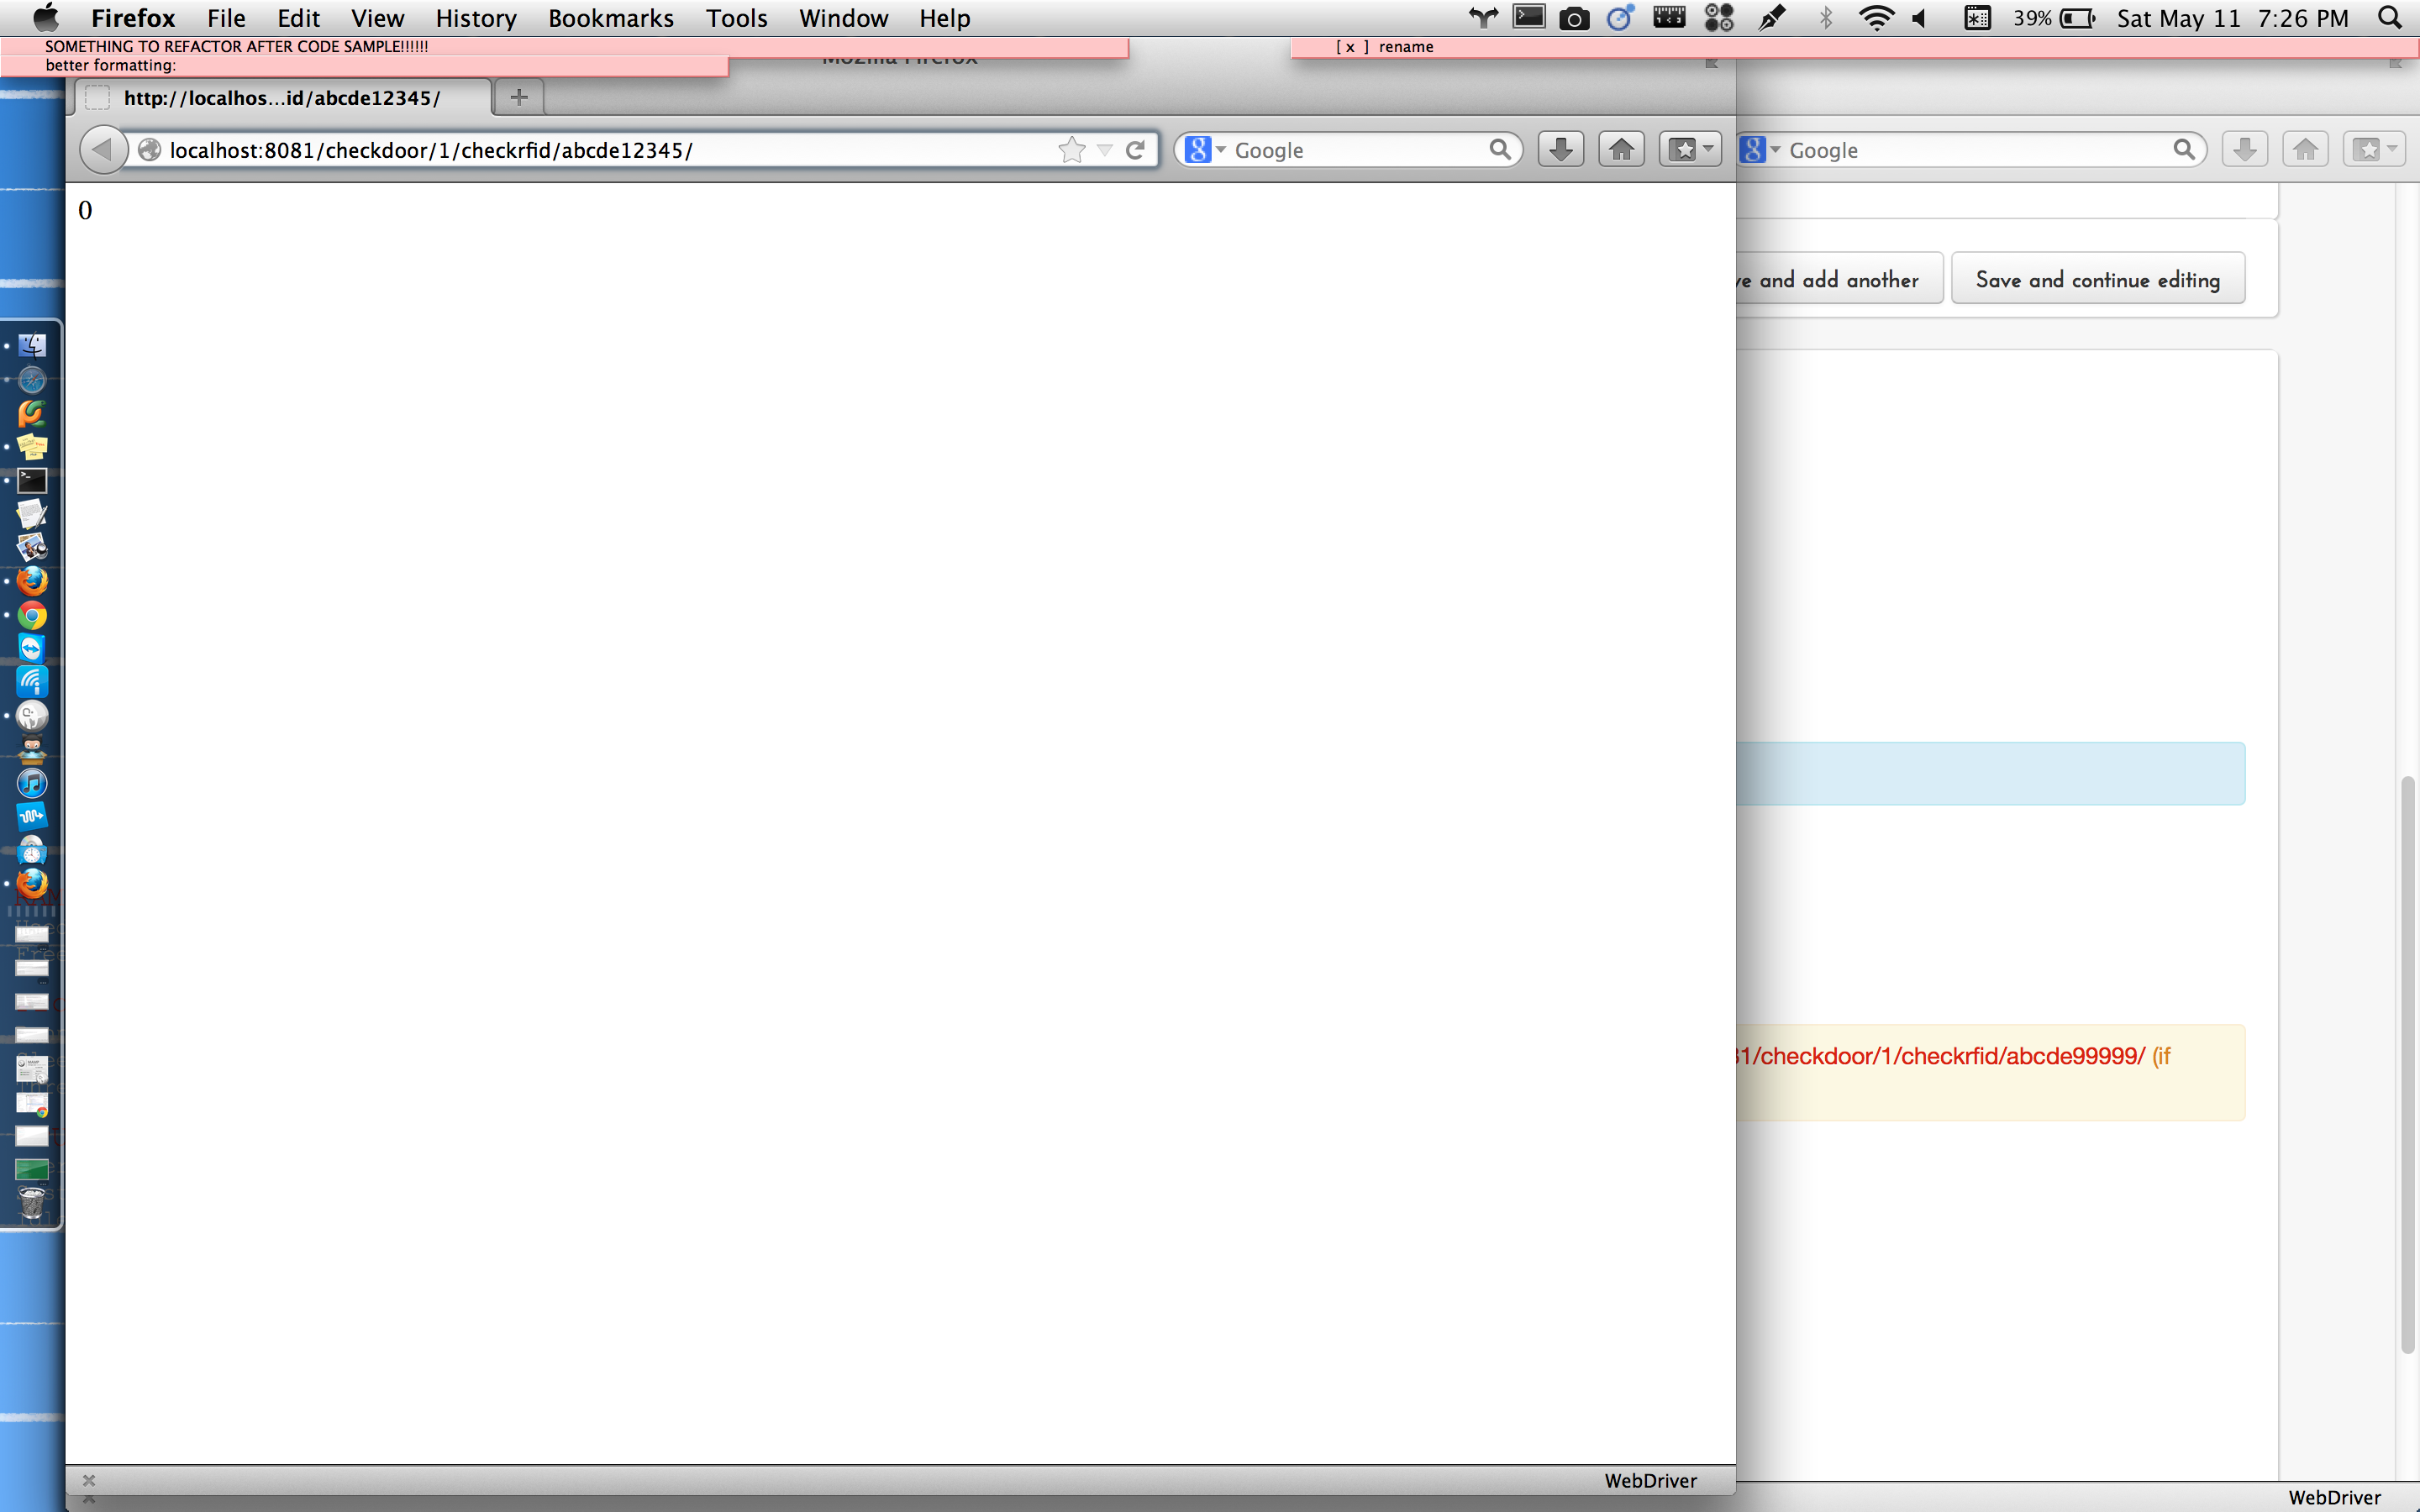 Firefox File Edit View History Bookmarks Tools Window Help 39% Sat May 11 7:26 PM
SOMETHING TO REFACTOR AFTER CODE SAMPLE!!!!!!
[ x ] rename
better formatting:
Mozilla Firefox
http://localhos...id/abcde12345/
localhost:8081/checkdoor/1/checkrfid/abcde12345/
Google
Google
0
ve and add another
Save and continue editing
31/checkdoor/1/checkrfid/abcde99999/ (if
WebDriver
WebDriver